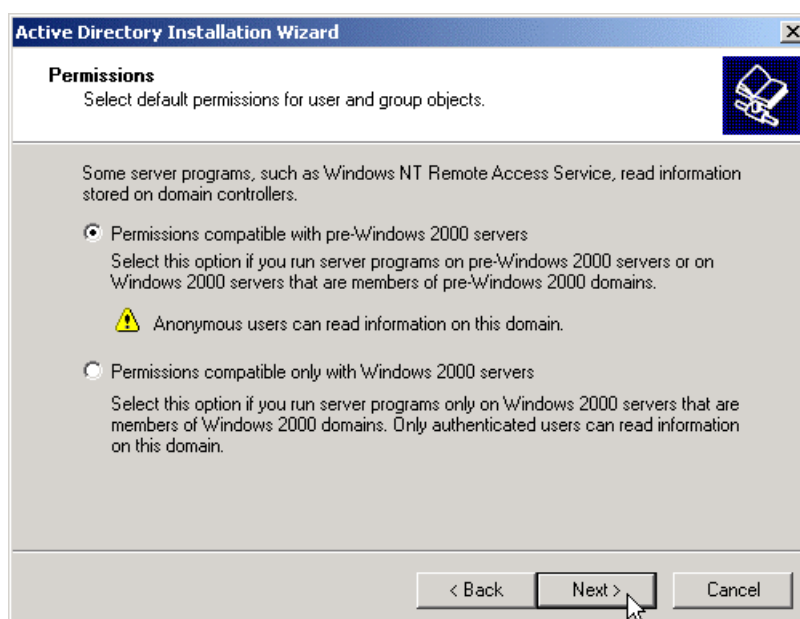 Active Directory Installation Wizard
Permissions
Select default permissions for user and group objects.
Some server programs, such as Windows NT Remote Access Service, read information
stored on domain controllers.
Permissions compatible with pre-Windows 2000 servers
Select this option if you run server programs on pre-Windows 2000 servers or on
Windows 2000 servers that are members of pre-Windows 2000 domains.
Anonymous users can read information on this domain.
Permissions compatible only with Windows 2000 servers
Select this option if you run server programs only on Windows 2000 servers that are
members of Windows 2000 domains. Only authenticated users can read information
on this domain.
< Back Next > Cancel